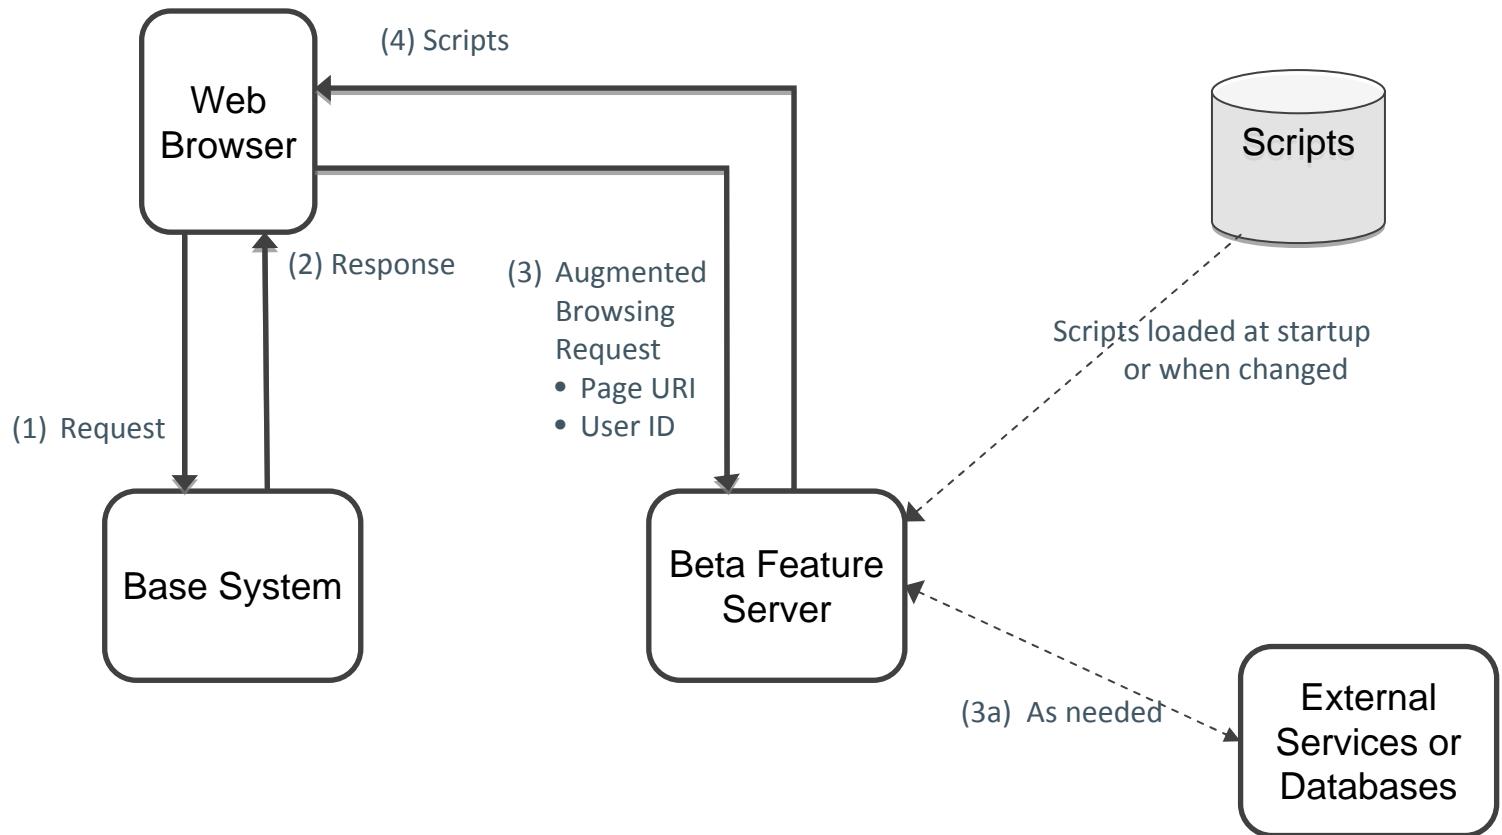 (4) Scripts
Web
Browser
Scripts
(2) Response
(3) Augmented
Browsing
Request
• Page URI
• User ID
Scripts loaded at startup
or when changed
(1) Request
Base System
Beta Feature
Server
(3a) As needed
External
Services or
Databases